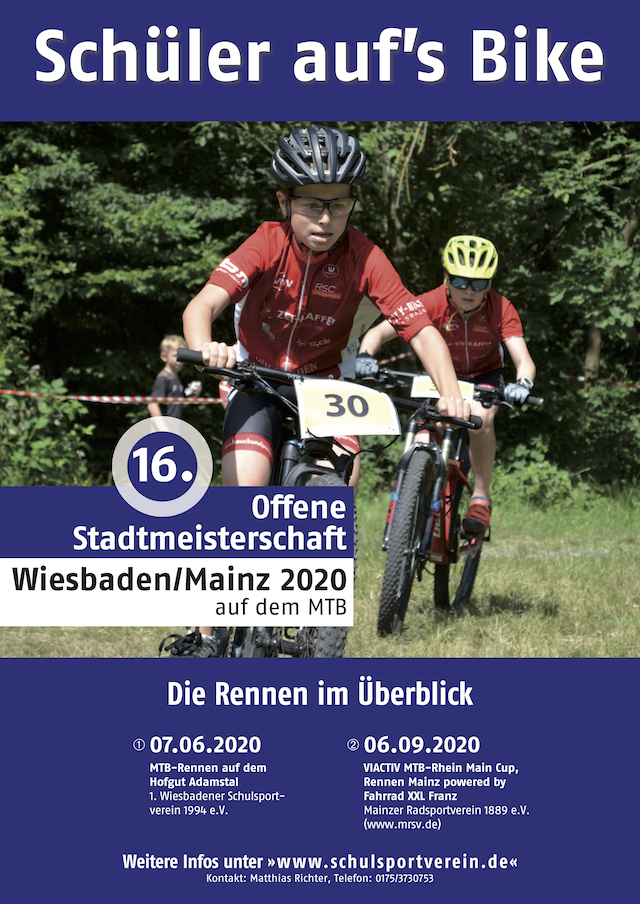 Schüler auf's Bike
RSC
ZEITRAFFER
cycle
30
16.
Offene
Stadtmeisterschaft
Wiesbaden/Mainz 2020
auf dem MTB
Die Rennen im Überblick
① 07.06.2020
MTB-Rennen auf dem
Hofgut Adamstal
1. Wiesbadener Schulsport-
verein 1994 e.V.
② 06.09.2020
VIACTIV MTB-Rhein Main Cup,
Rennen Mainz powered by
Fahrrad XXL Franz
Mainzer Radsportverein 1889 e.V.
(www.mrsv.de)
Weitere Infos unter »www.schulsportverein.de«
Kontakt: Matthias Richter, Telefon: 0175/3730753